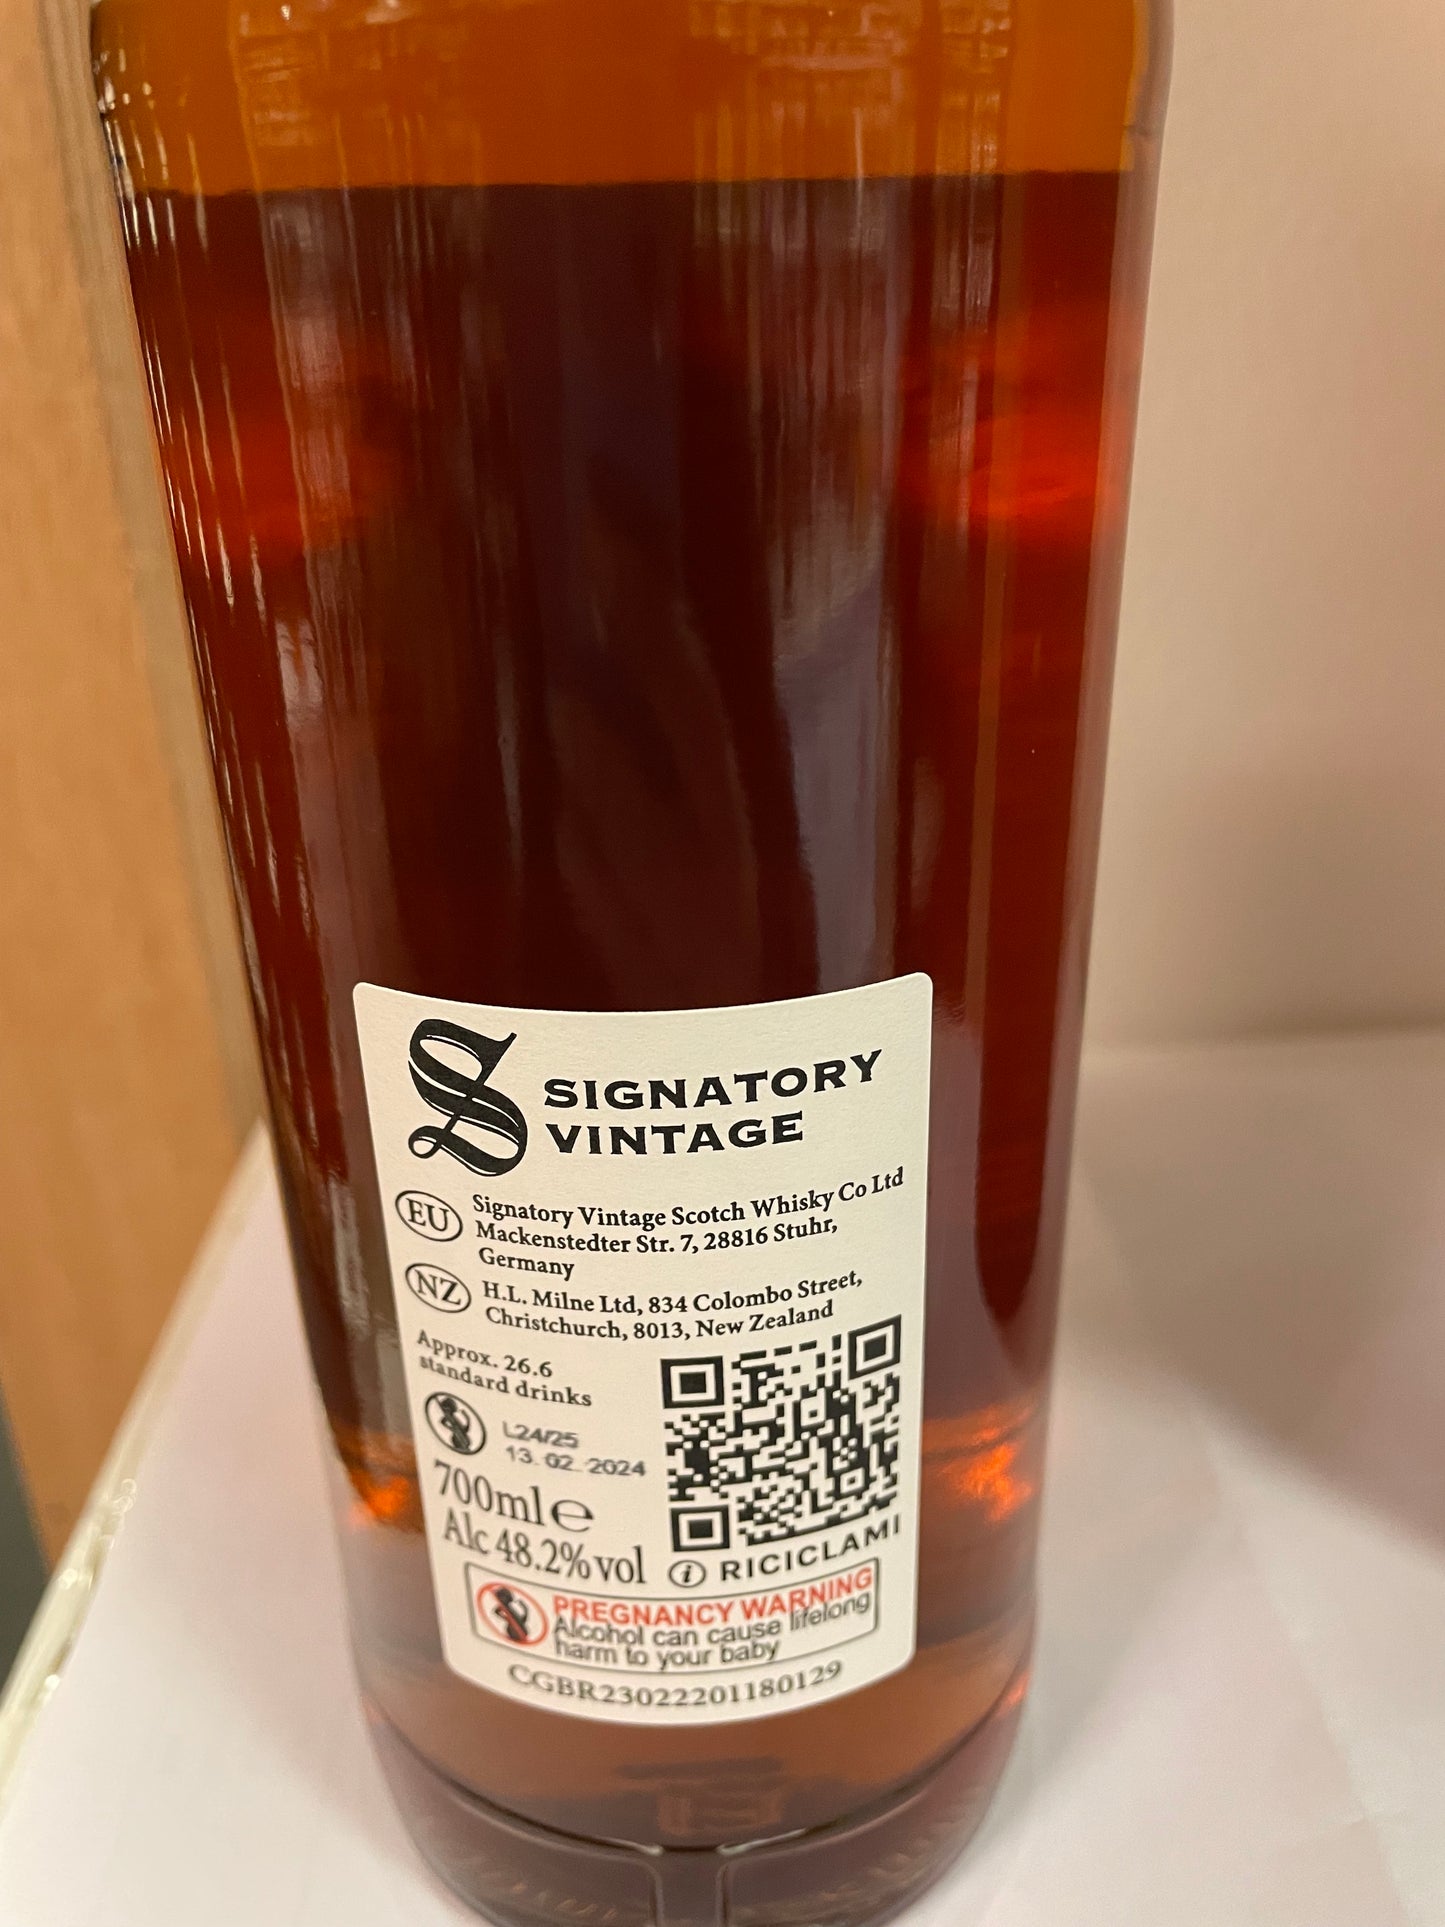 S
SIGNATORY
VINTAGE
EU
Signatory Vintage Scotch Whisky Co Ltd
Mackenstedter Str. 7, 28816 Stuhr,
Germany
NZ
H.L. Milne Ltd, 834 Colombo Street,
Christchurch, 8013, New Zealand
Approx. 26.6
standard drinks
L24/25
13.02.2024
700ml ℮
Alc 48.2% vol
i RICICLAMI
PREGNANCY WARNING
Alcohol can cause lifelong
harm to your baby
CGBR23022201180129